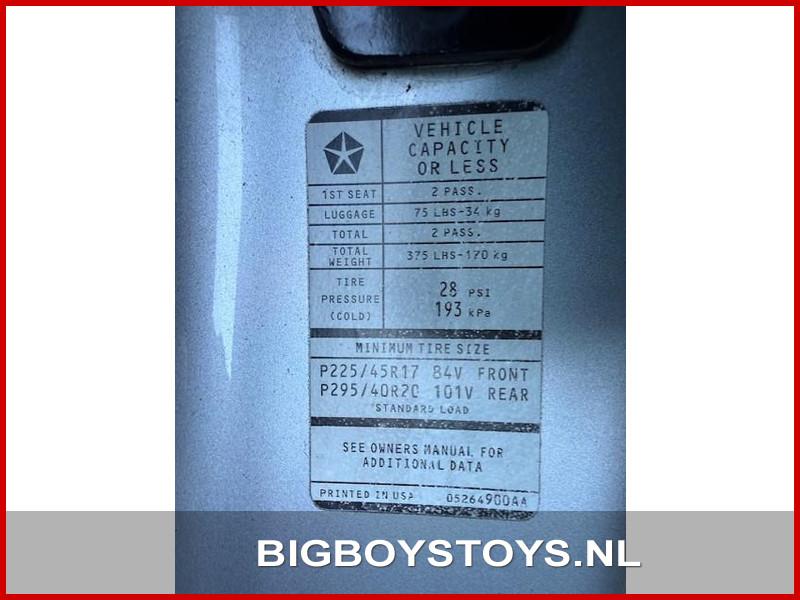 VEHICLE
CAPACITY
OR LESS
1ST SEAT 2 PASS.
LUGGAGE 75 LBS-34 kg
TOTAL 2 PASS.
TOTAL WEIGHT 375 LBS-170 kg
TIRE PRESSURE (COLD) 28 PSI
193 kPa
MINIMUM TIRE SIZE
P225/45R17 84V FRONT
P295/40R20 101V REAR
STANDARD LOAD
SEE OWNERS MANUAL FOR
ADDITIONAL DATA
PRINTED IN USA 05264900AA
BIGBOYSTOYS.NL